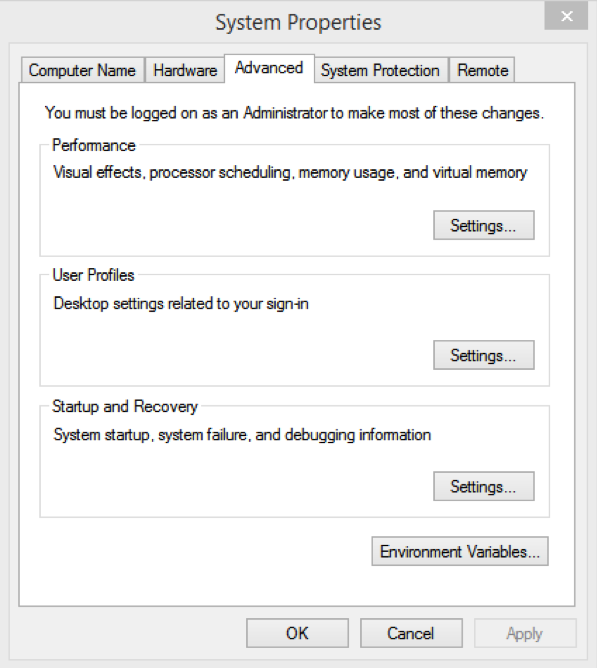 System Properties
Computer Name Hardware Advanced System Protection Remote
You must be logged on as an Administrator to make most of these changes.
Performance
Visual effects, processor scheduling, memory usage, and virtual memory
Settings...
User Profiles
Desktop settings related to your sign-in
Settings...
Startup and Recovery
System startup, system failure, and debugging information
Settings...
Environment Variables...
OK Cancel Apply